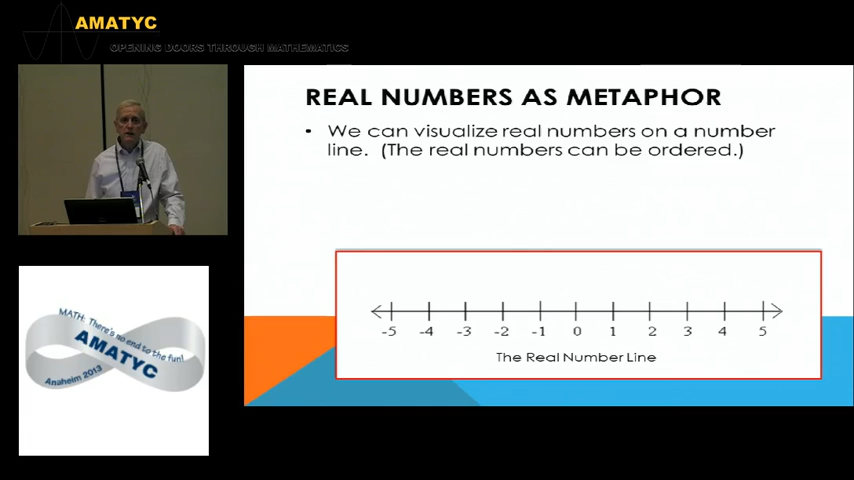 AMATYC
OPENING DOORS THROUGH MATHEMATICS
REAL NUMBERS AS METAPHOR
• We can visualize real numbers on a number
line. (The real numbers can be ordered.)
-5 -4 -3 -2 -1 0 1 2 3 4 5
The Real Number Line
MATH: There's no end to the fun!
AMATYC
Anaheim 2013